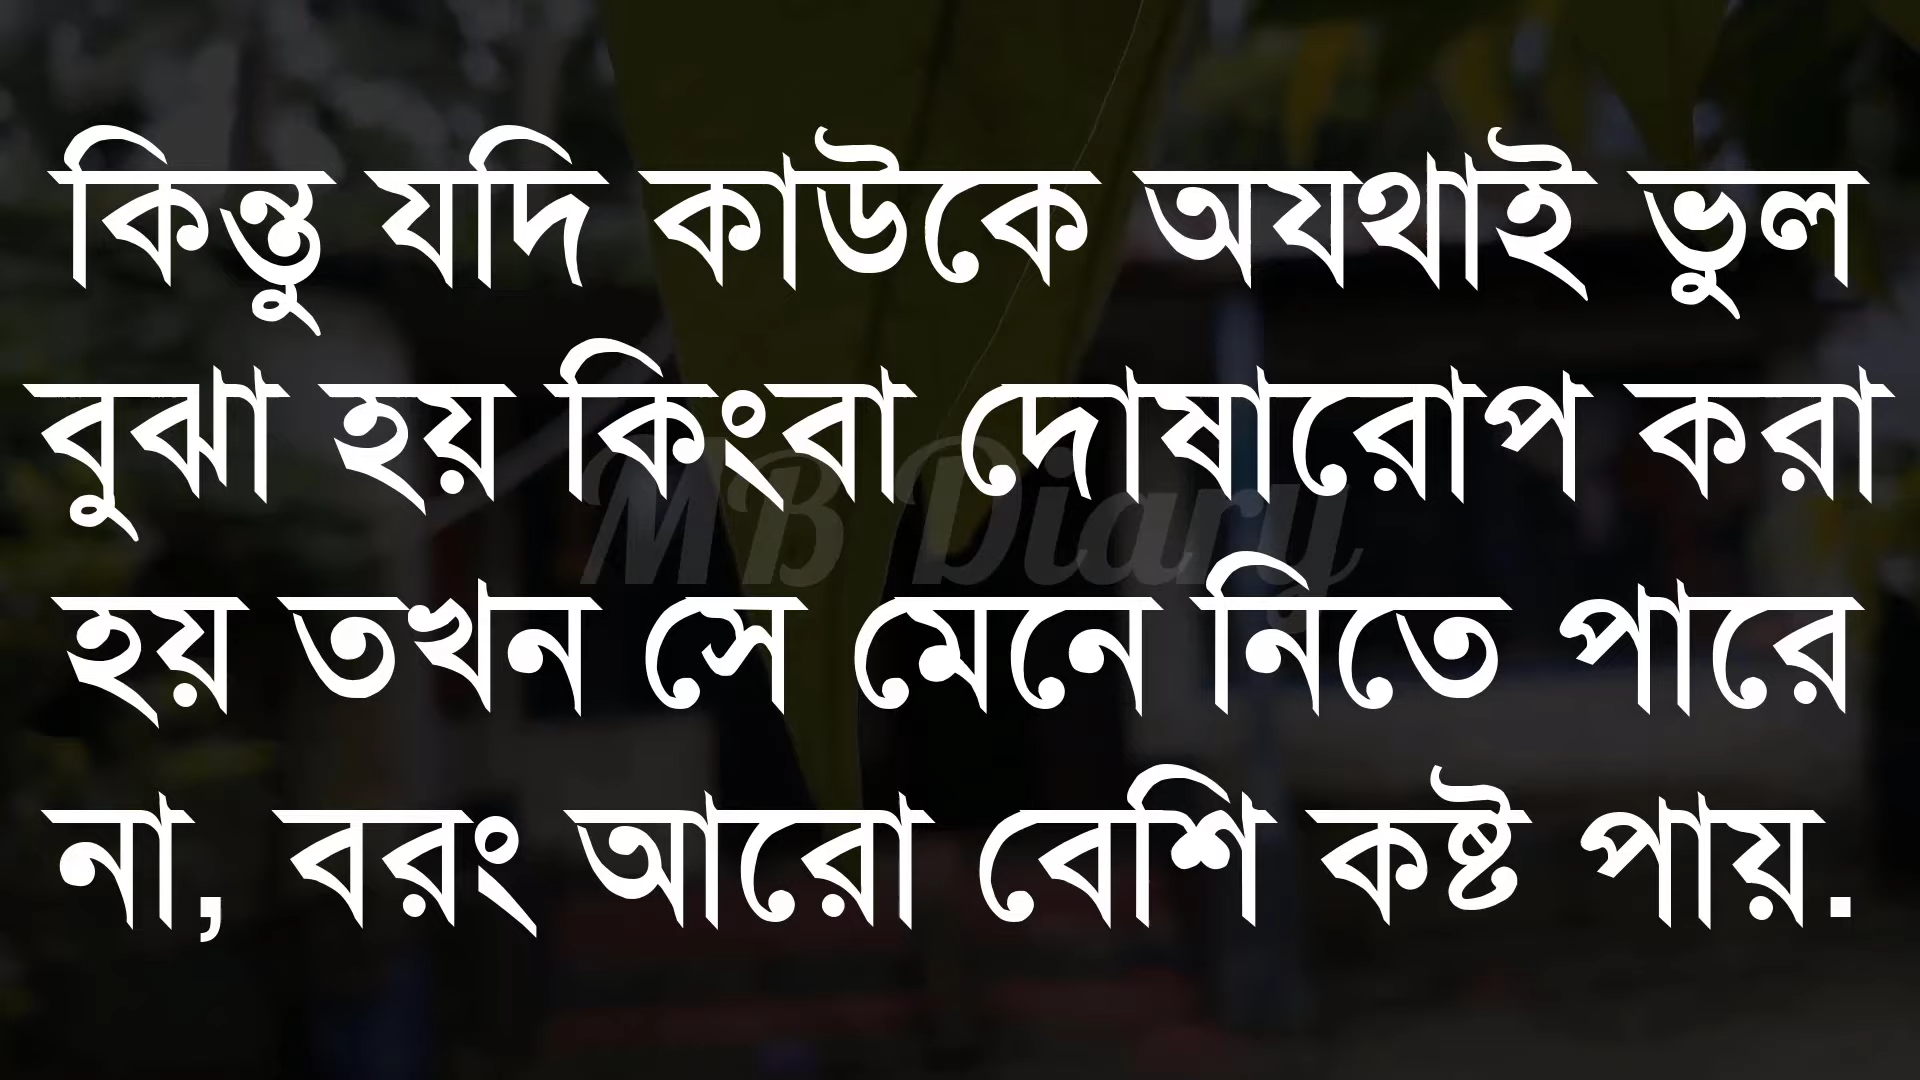 কিন্তু যদি কাউকে অযথাই ভুল
বুঝা হয় কিংবা দোষারোপ করা
MB Diary
হয় তখন সে মেনে নিতে পারে
না, বরং আরো বেশি কষ্ট পায়.